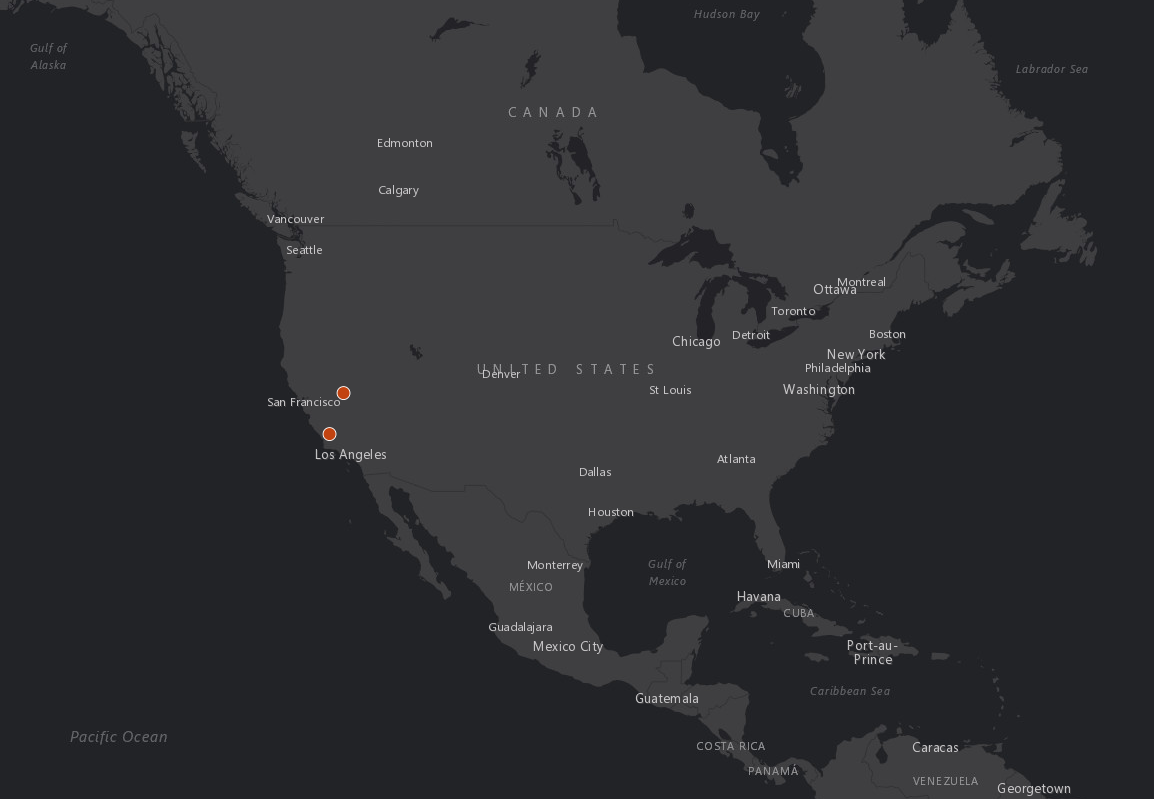 Hudson Bay
Gulf of
Alaska
Labrador Sea
CANADA
Edmonton
Calgary
Vancouver
Seattle
Montreal
Ottawa
Toronto
Boston
Detroit
Chicago
New York
Philadelphia
UNITED STATES
Denver
St Louis
Washington
San Francisco
Los Angeles
Atlanta
Dallas
Houston
Gulf of
Mexico
Miami
Monterrey
MÉXICO
Havana
CUBA
Guadalajara
Mexico City
Port-au-
Prince
Caribbean Sea
Guatemala
Pacific Ocean
COSTA RICA
Caracas
PANAMÁ
VENEZUELA
Georgetown